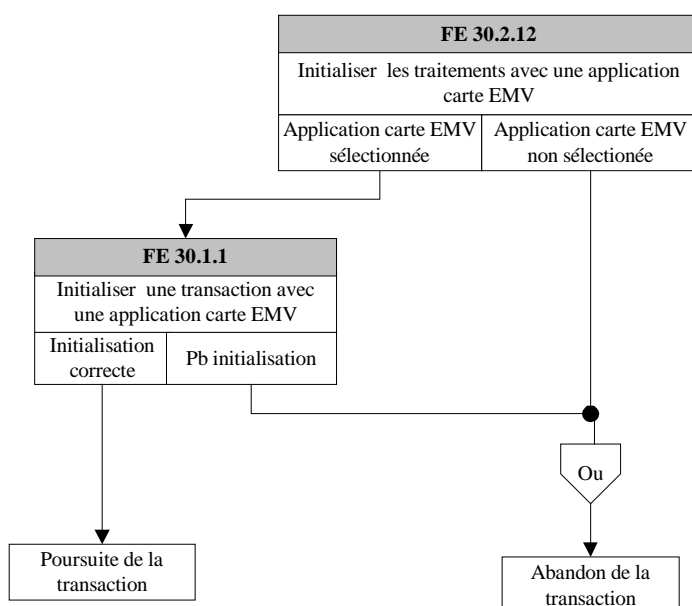 FE 30.2.12
Initialiser les traitements avec une application
carte EMV
Application carte EMV
sélectionnée
Application carte EMV
non sélectionée
FE 30.1.1
Initialiser une transaction avec
une application carte EMV
Initialisation
correcte
Pb initialisation
Ou
Poursuite de la
transaction
Abandon de la
transaction